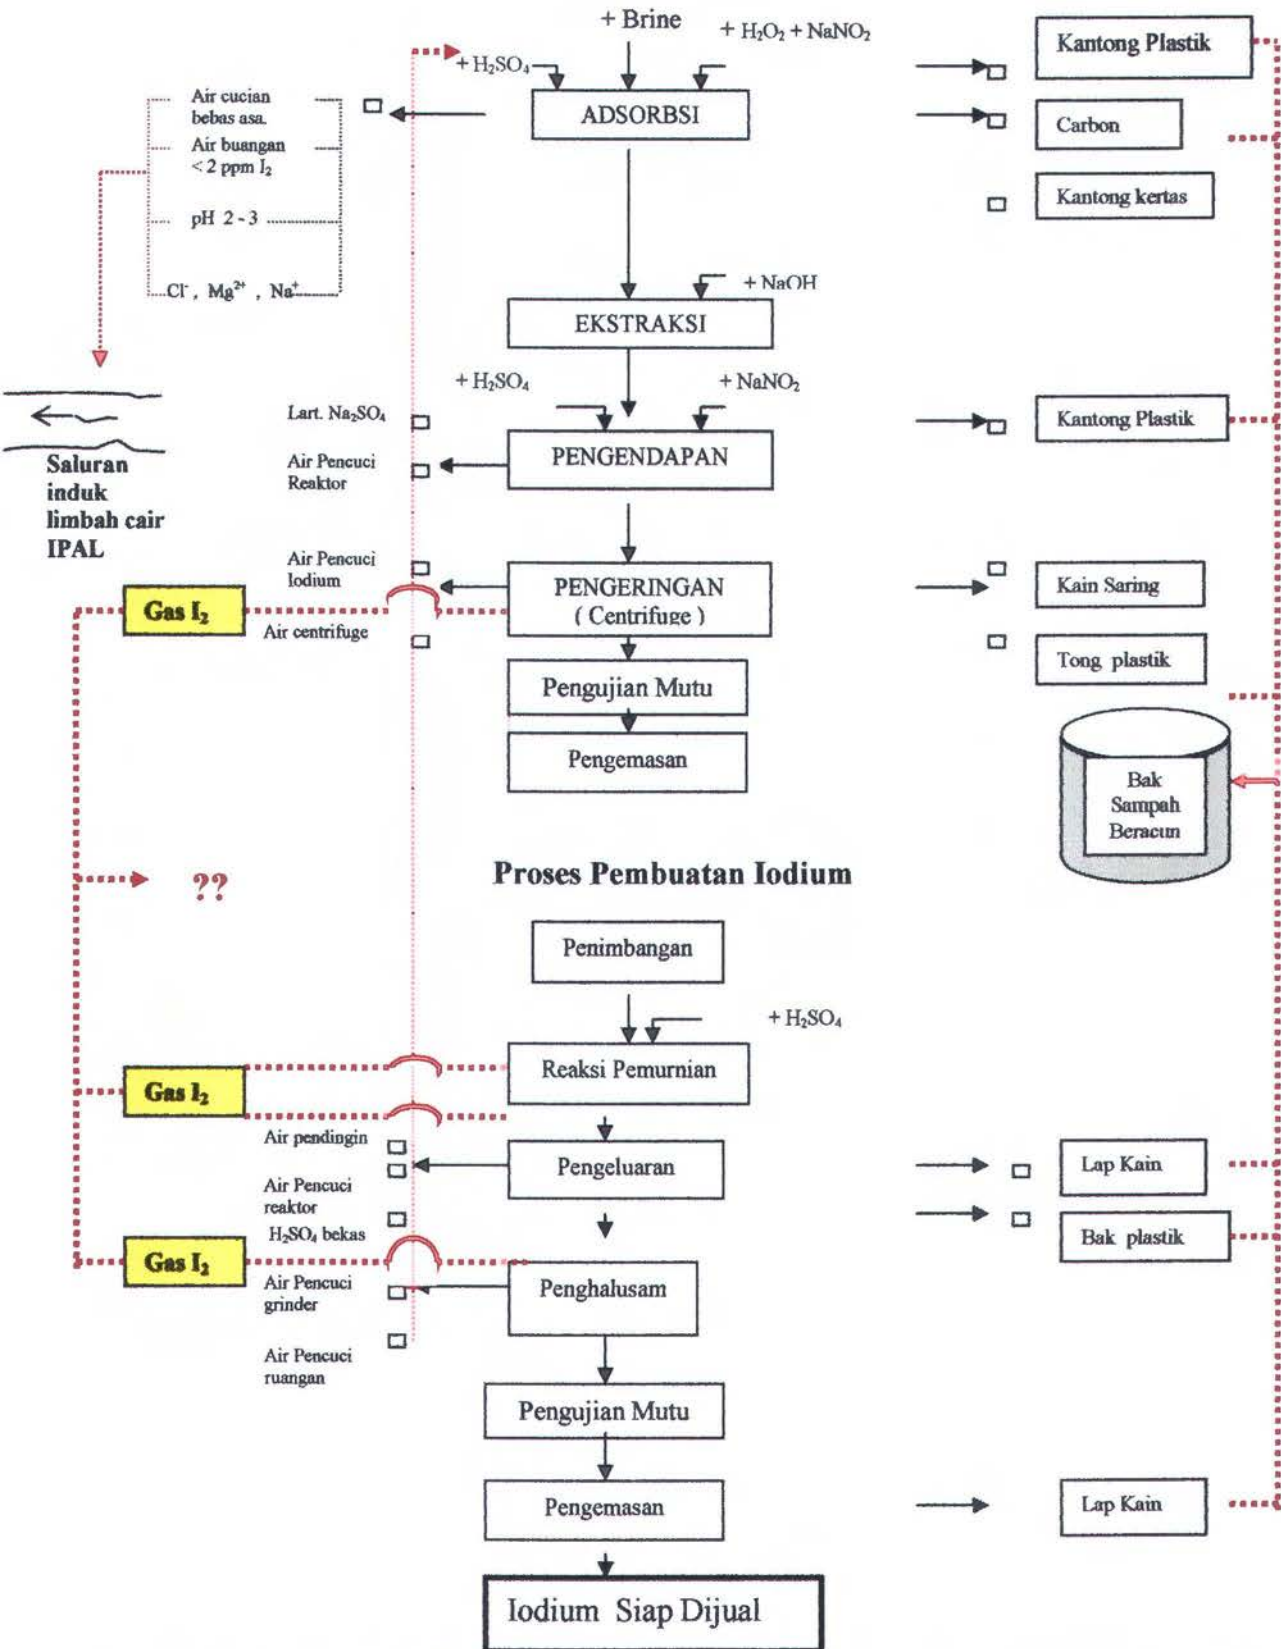 + Brine
+ H₂O₂ + NaNO₂
+ H₂SO₄
Kantong Plastik
Air cucian
bebas asa.
ADSORBSI
Carbon
Air buangan
< 2 ppm I₂
Kantong kertas
pH 2 - 3
Cl⁻ , Mg²⁺ , Na⁺
+ NaOH
EKSTRAKSI
+ H₂SO₄
+ NaNO₂
Lart. Na₂SO₄
Kantong Plastik
PENGENDAPAN
Air Pencuci
Reaktor
Saluran
induk
limbah cair
IPAL
Air Pencuci
Iodium
PENGERINGAN
( Centrifuge )
Kain Saring
Gas I₂
Air centrifuge
Tong plastik
Pengujian Mutu
Pengemasan
Bak
Sampah
Beracun
Proses Pembuatan Iodium
??
Penimbangan
+ H₂SO₄
Reaksi Pemurnian
Gas I₂
Air pendingin
Pengeluaran
Lap Kain
Air Pencuci
reaktor
H₂SO₄ bekas
Bak plastik
Gas I₂
Air Pencuci
grinder
Penghalusam
Air Pencuci
ruangan
Pengujian Mutu
Pengemasan
Lap Kain
Iodium Siap Dijual